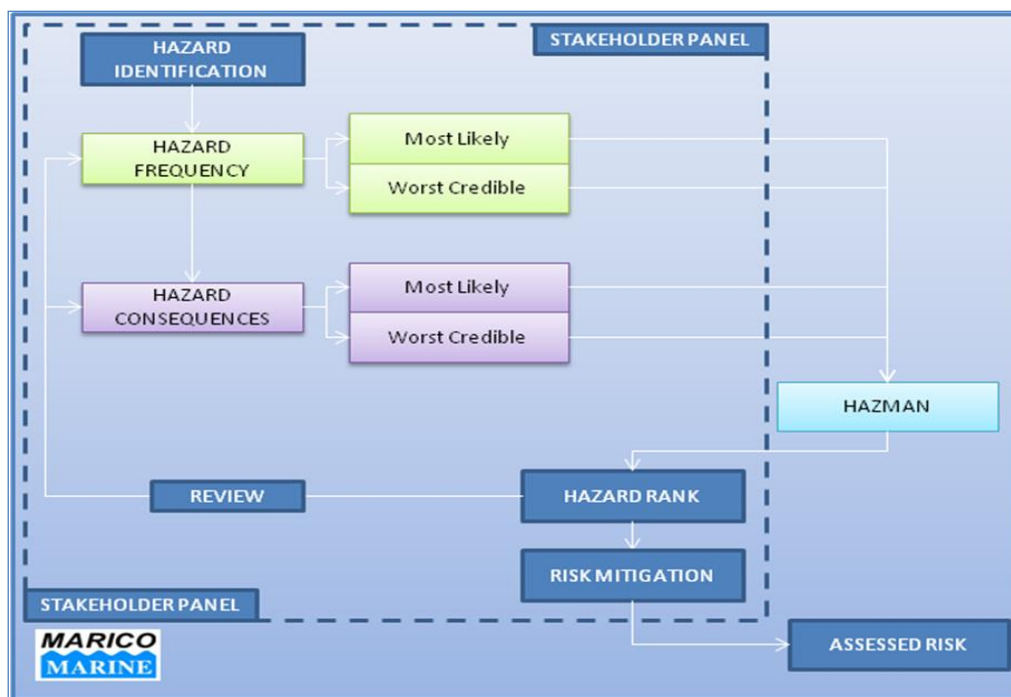 STAKEHOLDER PANEL
HAZARD
IDENTIFICATION
HAZARD
FREQUENCY
Most Likely
Worst Credible
HAZARD
CONSEQUENCES
Most Likely
Worst Credible
HAZMAN
REVIEW
HAZARD RANK
RISK MITIGATION
STAKEHOLDER PANEL
MARICO
MARINE
ASSESSED RISK